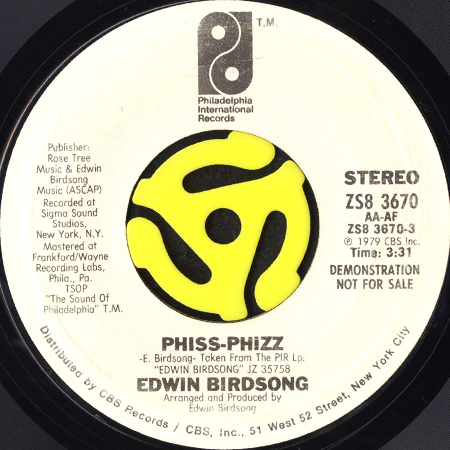 T.M.
Philadelphia
International
Records
Publisher:
Rose Tree
Music & Edwin
Birdsong
Music (ASCAP)
Recorded at
Sigma Sound
Studios,
New York, N.Y.
Mastered at
Frankford/Wayne
Recording Labs,
Phila., Pa.
TSOP
"The Sound Of
Philadelphia" T.M.
STEREO
ZS8 3670
AA-AF
ZS8 3670-3
℗ 1979 CBS Inc.
Time: 3:31
DEMONSTRATION
NOT FOR SALE
PHISS-PHIZZ
-E. Birdsong- Taken From The PIR Lp.
"EDWIN BIRDSONG" JZ 35758
EDWIN BIRDSONG
Arranged and Produced by
Edwin Birdsong
Distributed by CBS Records / CBS, Inc., 51 West 52 Street, New York City